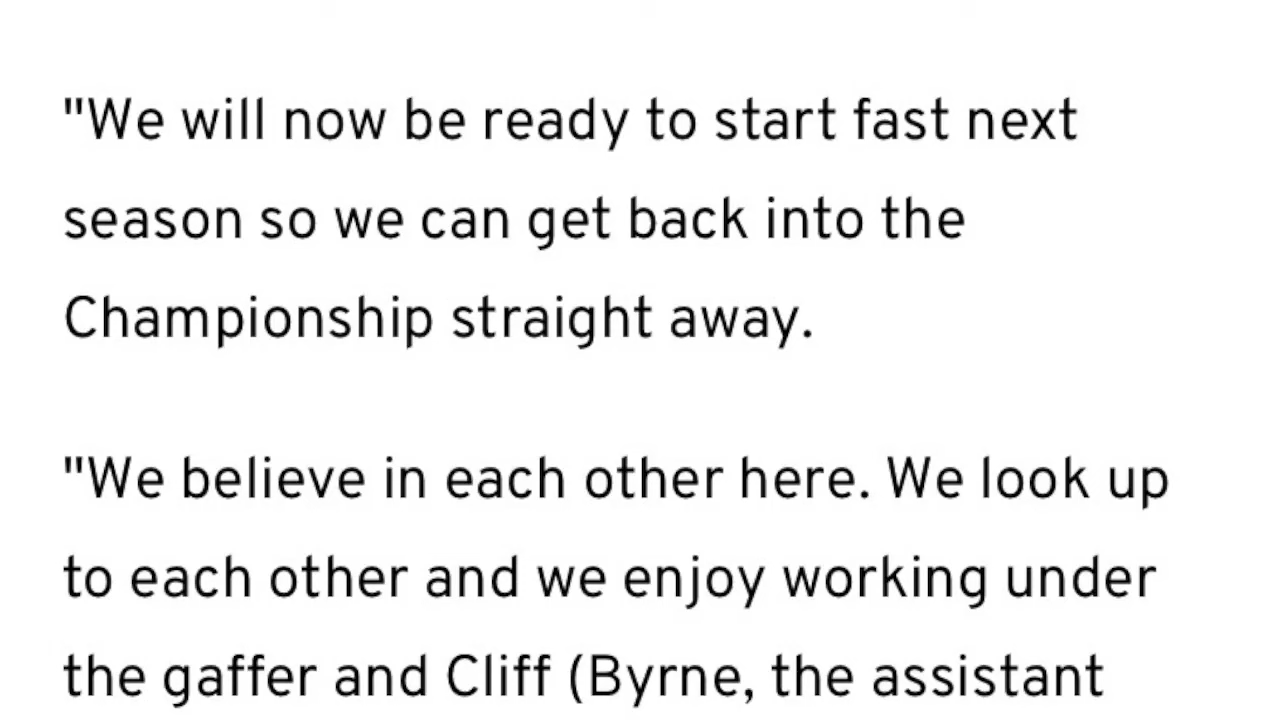 "We will now be ready to start fast next
season so we can get back into the
Championship straight away.
"We believe in each other here. We look up
to each other and we enjoy working under
the gaffer and Cliff (Byrne, the assistant